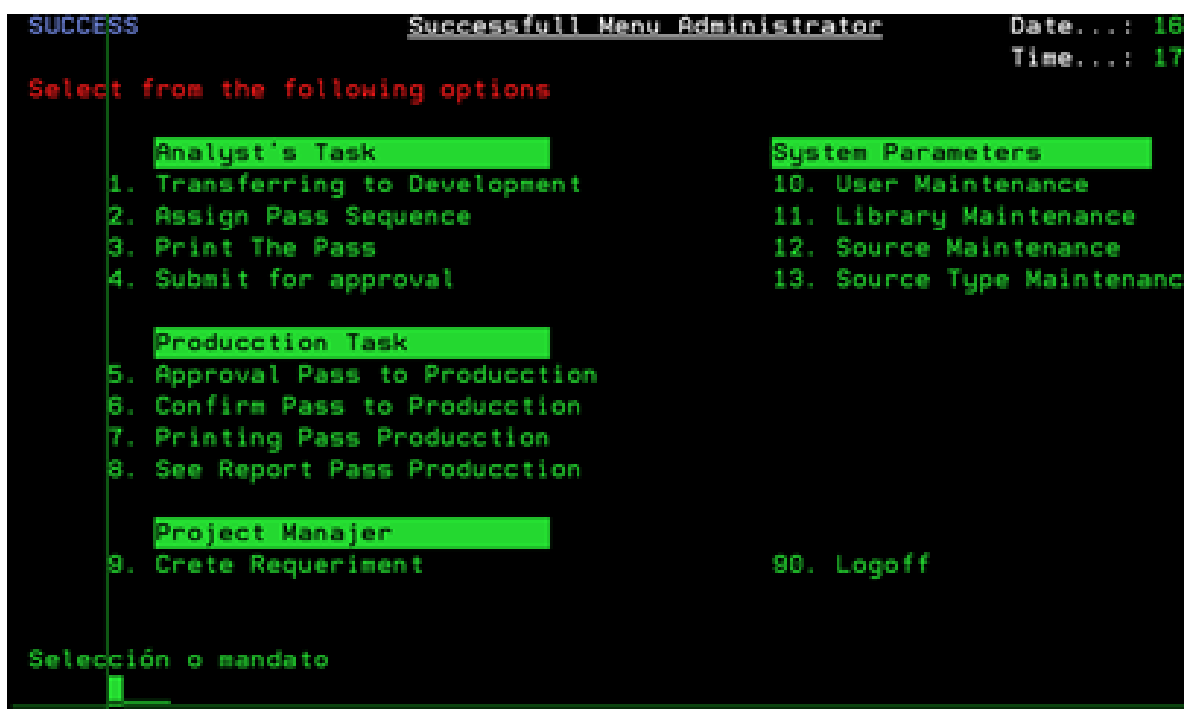 SUCCESS Successfull Menu Administrator Date...: 16
Time...: 17
Select from the following options
Analyst's Task System Parameters
1. Transferring to Development 10. User Maintenance
2. Assign Pass Sequence 11. Library Maintenance
3. Print The Pass 12. Source Maintenance
4. Submit for approval 13. Source Type Maintenanc
Producction Task
5. Approval Pass to Producction
6. Confirm Pass to Producction
7. Printing Pass Producction
8. See Report Pass Producction
Project Manajer
9. Crete Requeriment 90. Logoff
Selección o mandato